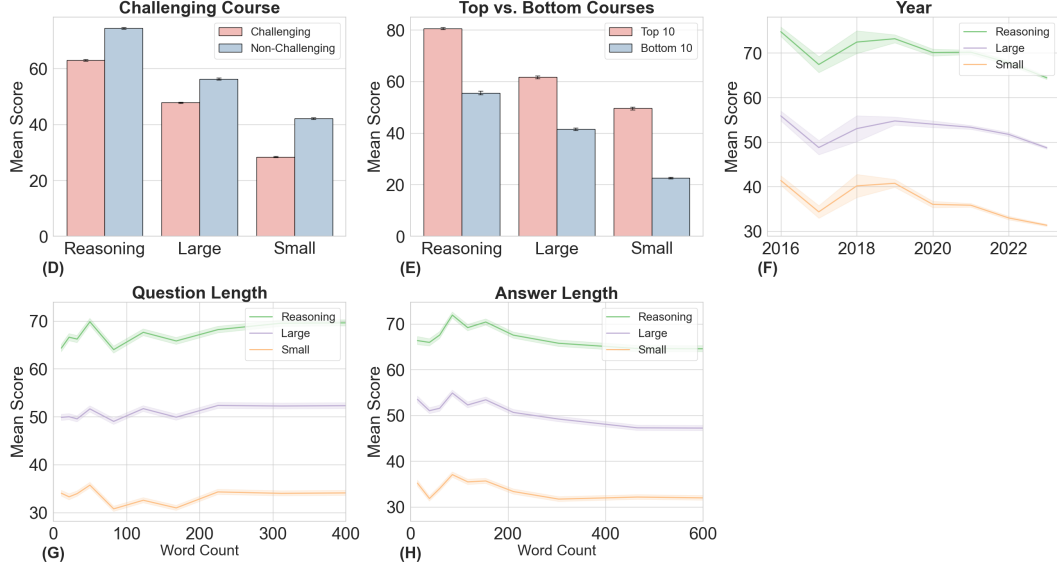 Challenging Course
Mean Score
60
40
20
0
Challenging
Non-Challenging
Reasoning Large Small
(D)
Top vs. Bottom Courses
Mean Score
80
60
40
20
0
Top 10
Bottom 10
Reasoning Large Small
(E)
Year
Mean Score
70
60
50
40
30
Reasoning
Large
Small
2016 2018 2020 2022
(F)
Question Length
Mean Score
70
60
50
40
30
Reasoning
Large
Small
0 100 200 300 400
Word Count
(G)
Answer Length
Mean Score
70
60
50
40
30
Reasoning
Large
Small
0 200 400 600
Word Count
(H)